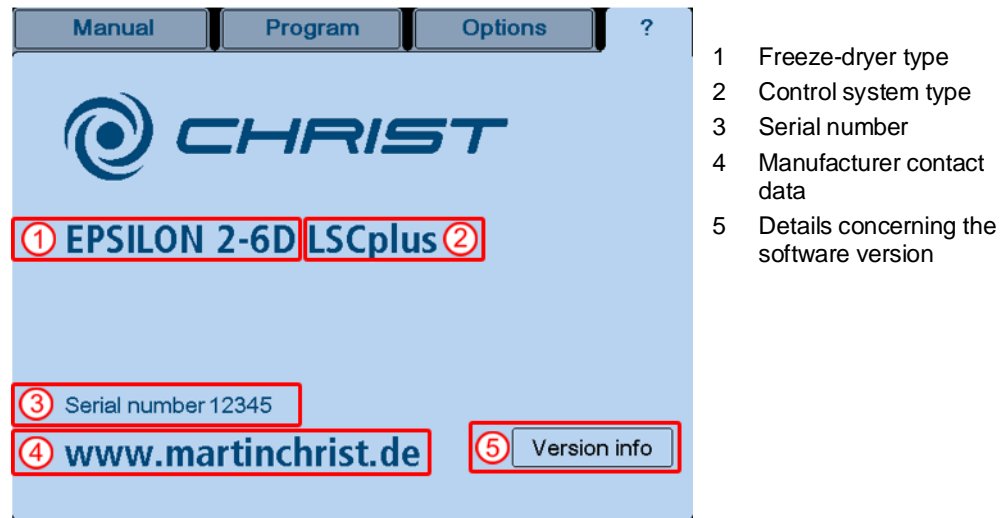 Manual Program Options ?
CHRIST
1 EPSILON 2-6D LSCplus 2
3 Serial number 12345
4 www.martinchrist.de
5 Version info
1 Freeze-dryer type
2 Control system type
3 Serial number
4 Manufacturer contact
data
5 Details concerning the
software version